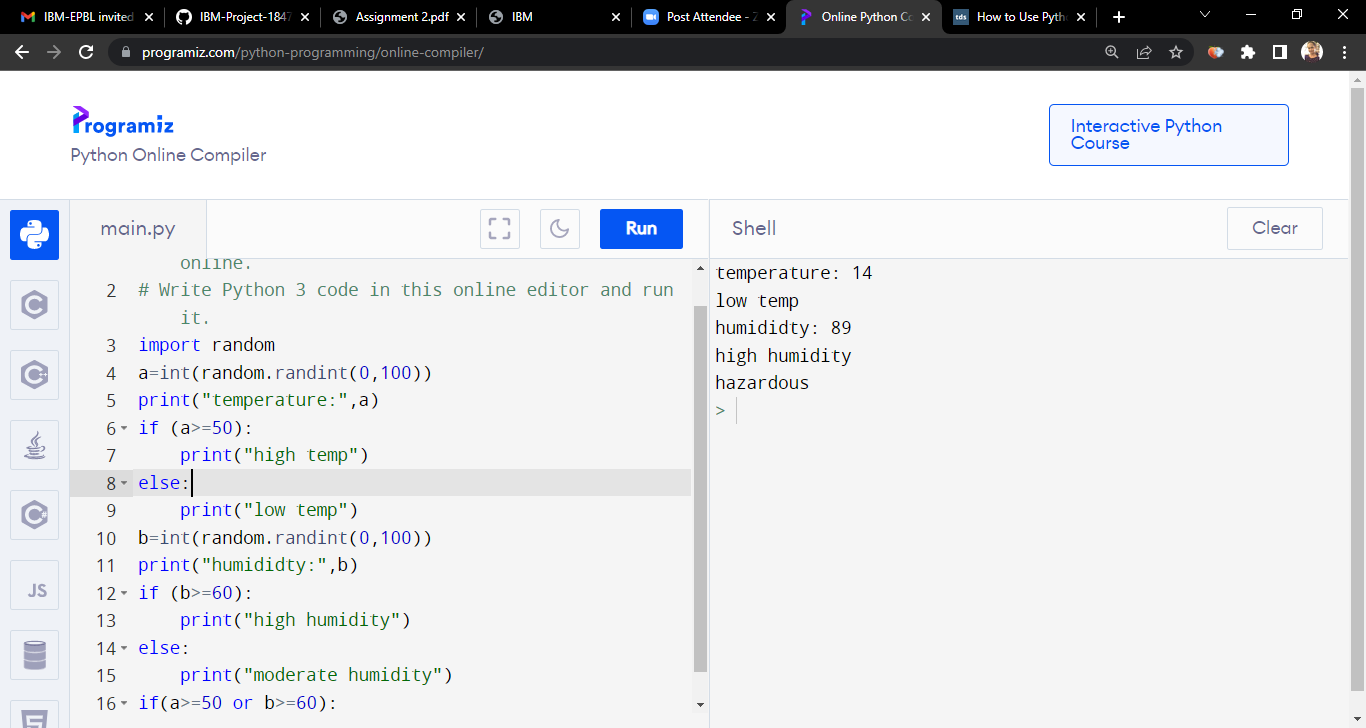 IBM-EPBL invited
IBM-Project-1847
Assignment 2.pdf
IBM
Post Attendee - Z
Online Python Co
How to Use Pyth
programiz.com/python-programming/online-compiler/
Programiz
Python Online Compiler
Interactive Python
Course
main.py
Run
Shell
Clear
online.
2 # Write Python 3 code in this online editor and run
it.
3 import random
4 a=int(random.randint(0,100))
5 print("temperature:",a)
6 if (a>=50):
7 print("high temp")
8 else:
9 print("low temp")
10 b=int(random.randint(0,100))
11 print("humididty:",b)
12 if (b>=60):
13 print("high humidity")
14 else:
15 print("moderate humidity")
16 if(a>=50 or b>=60):
temperature: 14
low temp
humididty: 89
high humidity
hazardous
>
C
C++
C#
JS
tds